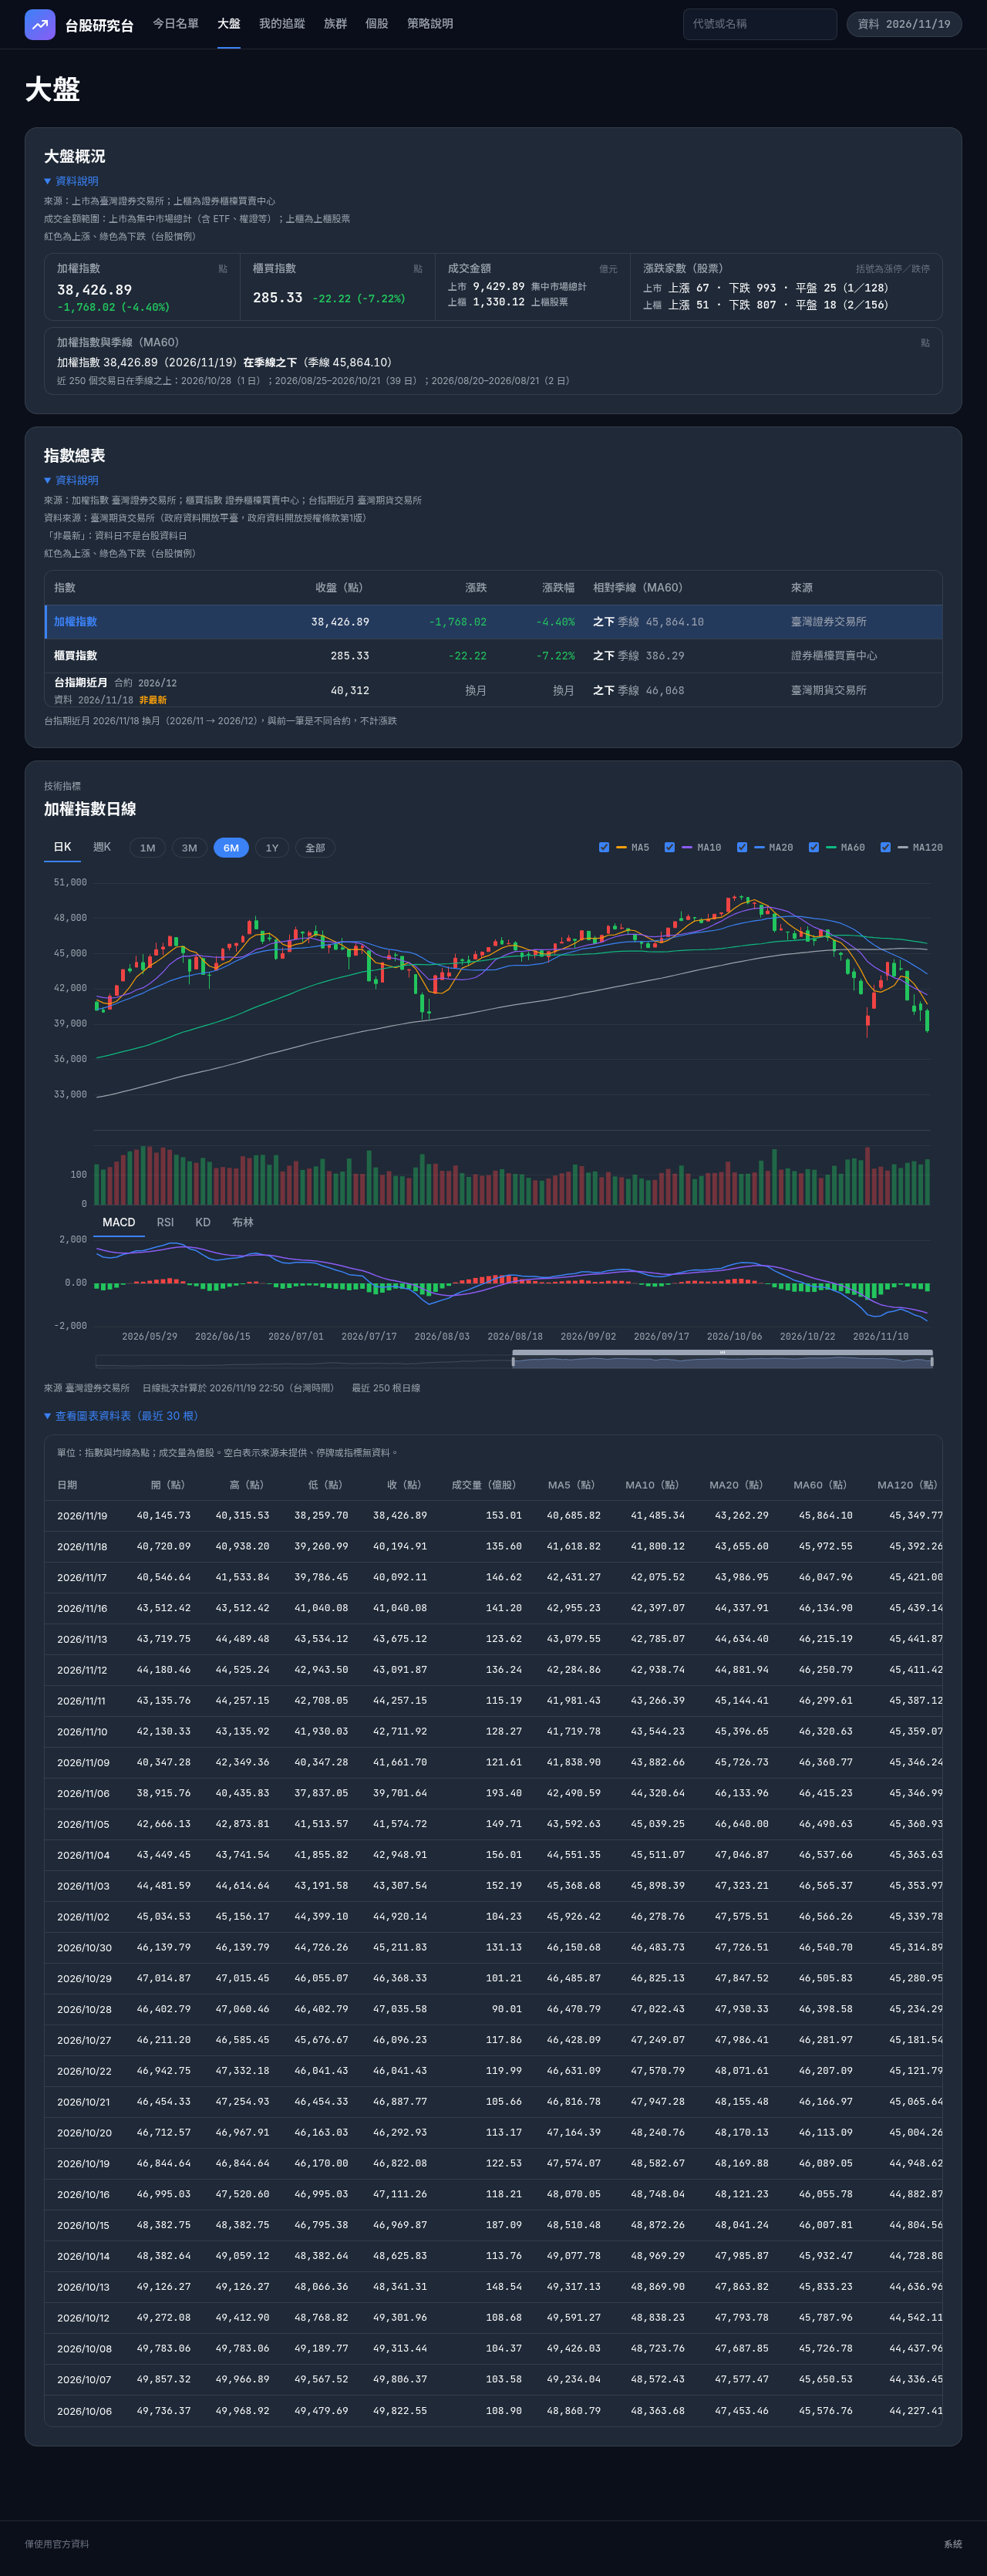 台股研究台 今日名單 大盤 我的追蹤 族群 個股 策略說明 代號或名稱 資料 2026/11/19
大盤
大盤概況
▼ 資料說明
來源：上市為臺灣證券交易所；上櫃為證券櫃檯買賣中心
成交金額範圍：上市為集中市場總計（含 ETF、權證等）；上櫃為上櫃股票
紅色為上漲、綠色為下跌（台股慣例）
加權指數 點
38,426.89
-1,768.02 (-4.40%)
櫃買指數 點
285.33 -22.22 (-7.22%)
成交金額 億元
上市 9,429.89 集中市場總計
上櫃 1,330.12 上櫃股票
漲跌家數（股票） 括號為漲停／跌停
上市 上漲 67 · 下跌 993 · 平盤 25（1／128）
上櫃 上漲 51 · 下跌 807 · 平盤 18（2／156）
加權指數與季線（MA60） 點
加權指數 38,426.89（2026/11/19）在季線之下（季線 45,864.10）
近 250 個交易日在季線之上：2026/10/28（1 日）；2026/08/25–2026/10/21（39 日）；2026/08/20–2026/08/21（2 日）
指數總表
▼ 資料說明
來源：加權指數 臺灣證券交易所；櫃買指數 證券櫃檯買賣中心；台指期近月 臺灣期貨交易所
資料來源：臺灣期貨交易所（政府資料開放平臺，政府資料開放授權條款第1版）
「非最新」：資料日不是台股資料日
紅色為上漲、綠色為下跌（台股慣例）
指數 收盤（點） 漲跌 漲跌幅 相對季線（MA60） 來源
加權指數 38,426.89 -1,768.02 -4.40% 之下 季線 45,864.10 臺灣證券交易所
櫃買指數 285.33 -22.22 -7.22% 之下 季線 386.29 證券櫃檯買賣中心
台指期近月 合約 2026/12 40,312 換月 換月 之下 季線 46,068 臺灣期貨交易所
資料 2026/11/18 非最新
台指期近月 2026/11/18 換月（2026/11 → 2026/12），與前一筆是不同合約，不計漲跌
技術指標
加權指數日線
日K 週K 1M 3M 6M 1Y 全部 MA5 MA10 MA20 MA60 MA120
51,000
48,000
45,000
42,000
39,000
36,000
33,000
100
0
MACD RSI KD 布林
2,000
0.00
-2,000
2026/05/29 2026/06/15 2026/07/01 2026/07/17 2026/08/03 2026/08/18 2026/09/02 2026/09/17 2026/10/06 2026/10/22 2026/11/10
來源 臺灣證券交易所 日線批次計算於 2026/11/19 22:50（台灣時間） 最近 250 根日線
▼ 查看圖表資料表（最近 30 根）
單位：指數與均線為點；成交量為億股。空白表示來源未提供、停牌或指標無資料。
日期 開（點） 高（點） 低（點） 收（點） 成交量（億股） MA5（點） MA10（點） MA20（點） MA60（點） MA120（點）
2026/11/19 40,145.73 40,315.53 38,259.70 38,426.89 153.01 40,685.82 41,485.34 43,262.29 45,864.10 45,349.77
2026/11/18 40,720.09 40,938.20 39,260.99 40,194.91 135.60 41,618.82 41,800.12 43,655.60 45,972.55 45,392.26
2026/11/17 40,546.64 41,533.84 39,786.45 40,092.11 146.62 42,431.27 42,075.52 43,986.95 46,047.96 45,421.00
2026/11/16 43,512.42 43,512.42 41,040.08 41,040.08 141.20 42,955.23 42,397.07 44,337.91 46,134.90 45,439.14
2026/11/13 43,719.75 44,489.48 43,534.12 43,675.12 123.62 43,079.55 42,785.07 44,634.40 46,215.19 45,441.87
2026/11/12 44,180.46 44,525.24 42,943.50 43,091.87 136.24 42,284.86 42,938.74 44,881.94 46,250.79 45,411.42
2026/11/11 43,135.76 44,257.15 42,708.05 44,257.15 115.19 41,981.43 43,266.39 45,144.41 46,299.61 45,387.12
2026/11/10 42,130.33 43,135.92 41,930.03 42,711.92 128.27 41,719.78 43,544.23 45,396.65 46,320.63 45,359.07
2026/11/09 40,347.28 42,349.36 40,347.28 41,661.70 121.61 41,838.90 43,882.66 45,726.73 46,360.77 45,346.24
2026/11/06 38,915.76 40,435.83 37,837.05 39,701.64 193.40 42,490.59 44,320.64 46,133.96 46,415.23 45,346.99
2026/11/05 42,666.13 42,873.81 41,513.57 41,574.72 149.71 43,592.63 45,039.25 46,640.00 46,490.63 45,360.93
2026/11/04 43,449.45 43,741.54 41,855.82 42,948.91 156.01 44,551.35 45,511.07 47,046.87 46,537.66 45,363.63
2026/11/03 44,481.59 44,614.64 43,191.58 43,307.54 152.19 45,368.68 45,898.39 47,323.21 46,565.37 45,353.97
2026/11/02 45,034.53 45,156.17 44,399.10 44,920.14 104.23 45,926.42 46,278.76 47,575.51 46,566.26 45,339.78
2026/10/30 46,139.79 46,139.79 44,726.26 45,211.83 131.13 46,150.68 46,483.73 47,726.51 46,540.70 45,314.89
2026/10/29 47,014.87 47,015.45 46,055.07 46,368.33 101.21 46,485.87 46,825.13 47,847.52 46,505.83 45,280.95
2026/10/28 46,402.79 47,060.46 46,402.79 47,035.58 90.01 46,470.79 47,022.43 47,930.33 46,398.58 45,234.29
2026/10/27 46,211.20 46,585.45 45,676.67 46,096.23 117.86 46,428.09 47,249.07 47,986.41 46,281.97 45,181.54
2026/10/22 46,942.75 47,332.18 46,041.43 46,041.43 119.99 46,631.09 47,570.79 48,071.61 46,207.09 45,121.79
2026/10/21 46,454.33 47,254.93 46,454.33 46,887.77 105.66 46,816.78 47,947.28 48,155.48 46,166.97 45,065.64
2026/10/20 46,712.57 46,967.91 46,163.03 46,292.93 113.17 47,164.39 48,240.76 48,170.13 46,113.09 45,004.26
2026/10/19 46,844.64 46,844.64 46,170.00 46,822.08 122.53 47,574.07 48,582.67 48,169.88 46,089.05 44,948.62
2026/10/16 46,995.03 47,520.60 46,995.03 47,111.26 118.21 48,070.05 48,748.04 48,121.23 46,055.78 44,882.87
2026/10/15 48,382.75 48,382.75 46,795.38 46,969.87 187.09 48,510.48 48,872.26 48,041.24 46,007.81 44,804.56
2026/10/14 48,382.64 49,059.12 48,382.64 48,625.83 113.76 49,077.78 48,969.29 47,985.87 45,932.47 44,728.80
2026/10/13 49,126.27 49,126.27 48,066.36 48,341.31 148.54 49,317.13 48,869.90 47,863.82 45,833.23 44,636.96
2026/10/12 49,272.08 49,412.90 48,768.82 49,301.96 108.68 49,591.27 48,838.23 47,793.78 45,787.96 44,542.11
2026/10/08 49,783.06 49,783.06 49,189.77 49,313.44 104.37 49,426.03 48,723.76 47,687.85 45,726.78 44,437.96
2026/10/07 49,857.32 49,966.89 49,567.52 49,806.37 103.58 49,234.04 48,572.43 47,577.47 45,650.53 44,336.45
2026/10/06 49,736.37 49,968.92 49,479.69 49,822.55 108.90 48,860.79 48,363.68 47,453.46 45,576.76 44,227.41
僅使用官方資料 系統